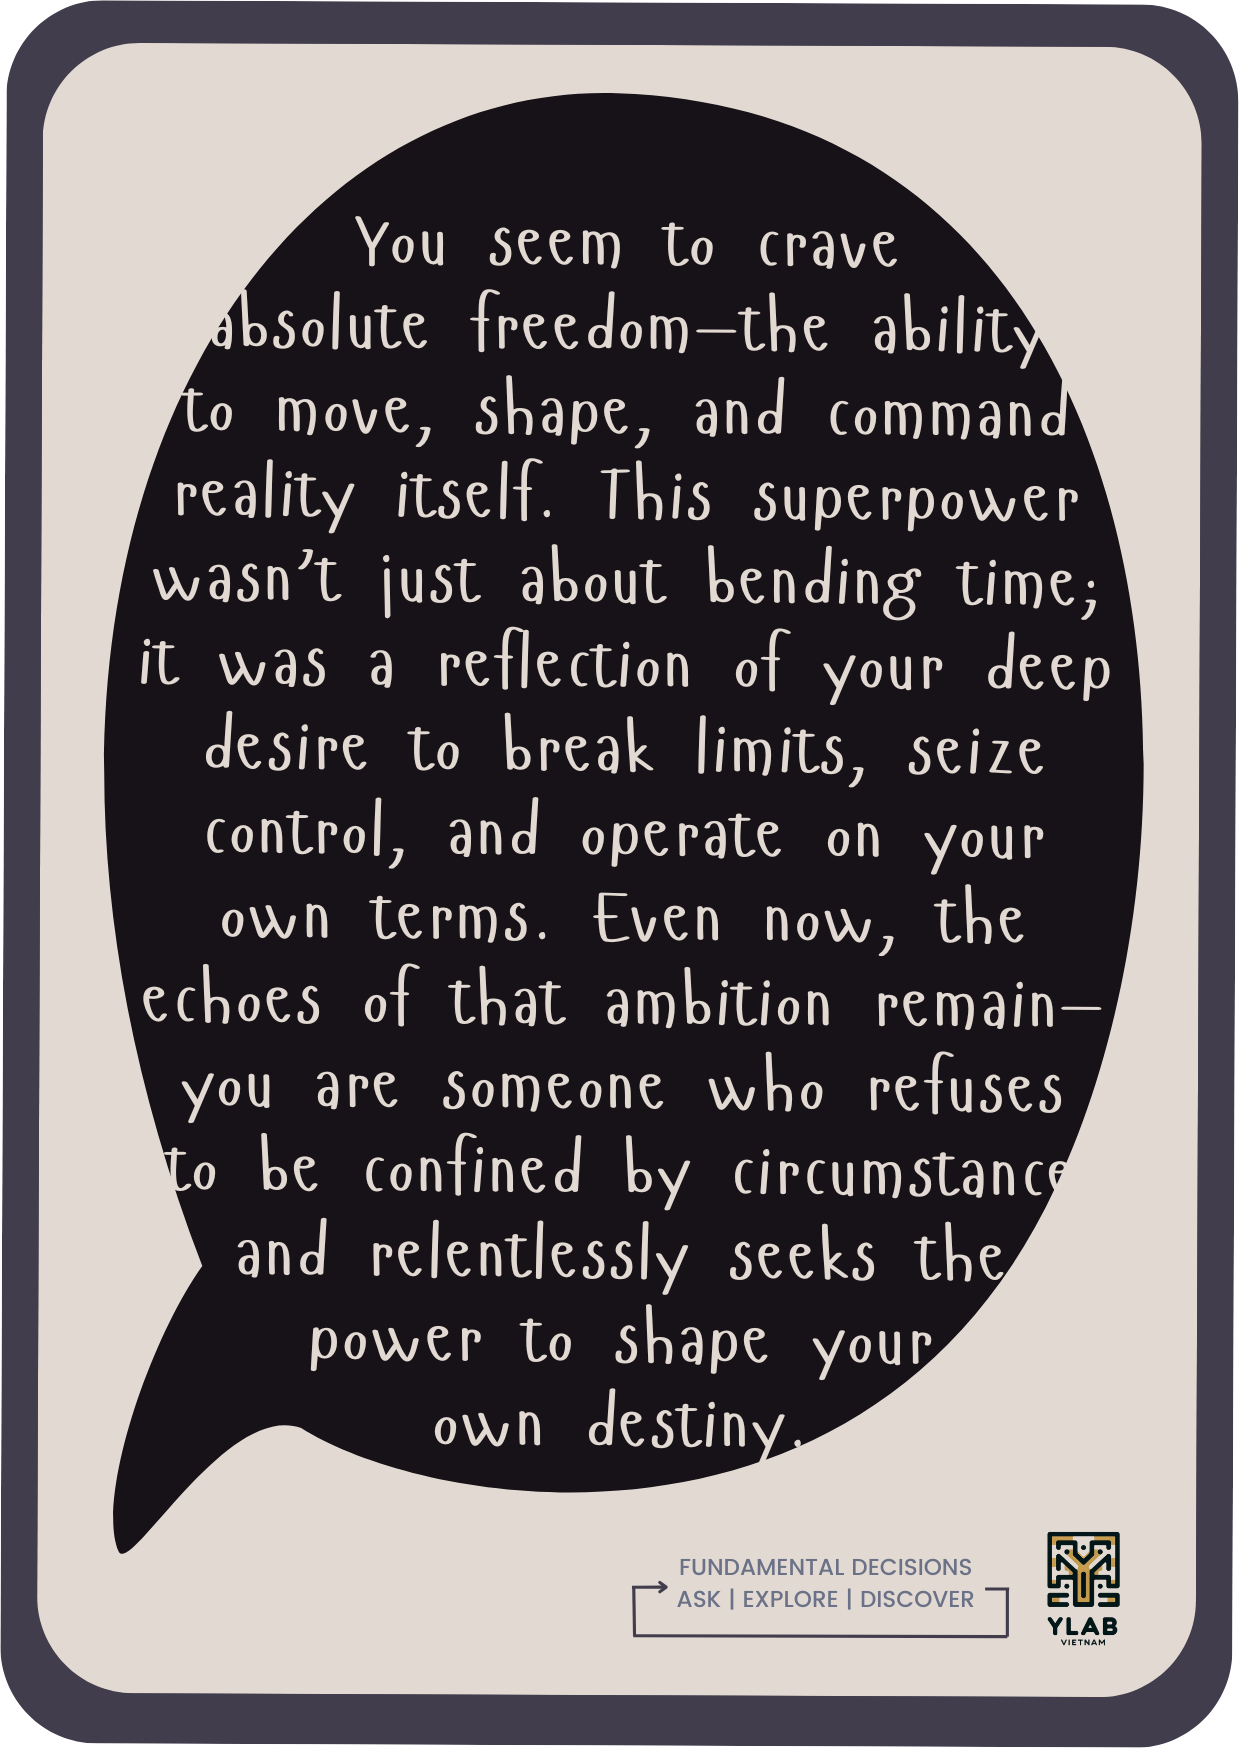 You seem to crave
absolute freedom—the ability
to move, shape, and command
reality itself. This superpower
wasn’t just about bending time;
it was a reflection of your deep
desire to break limits, seize
control, and operate on your
own terms. Even now, the
echoes of that ambition remain—
you are someone who refuses
to be confined by circumstance
and relentlessly seeks the
power to shape your
own destiny.
FUNDAMENTAL DECISIONS
ASK | EXPLORE | DISCOVER
YLAB
VIETNAM